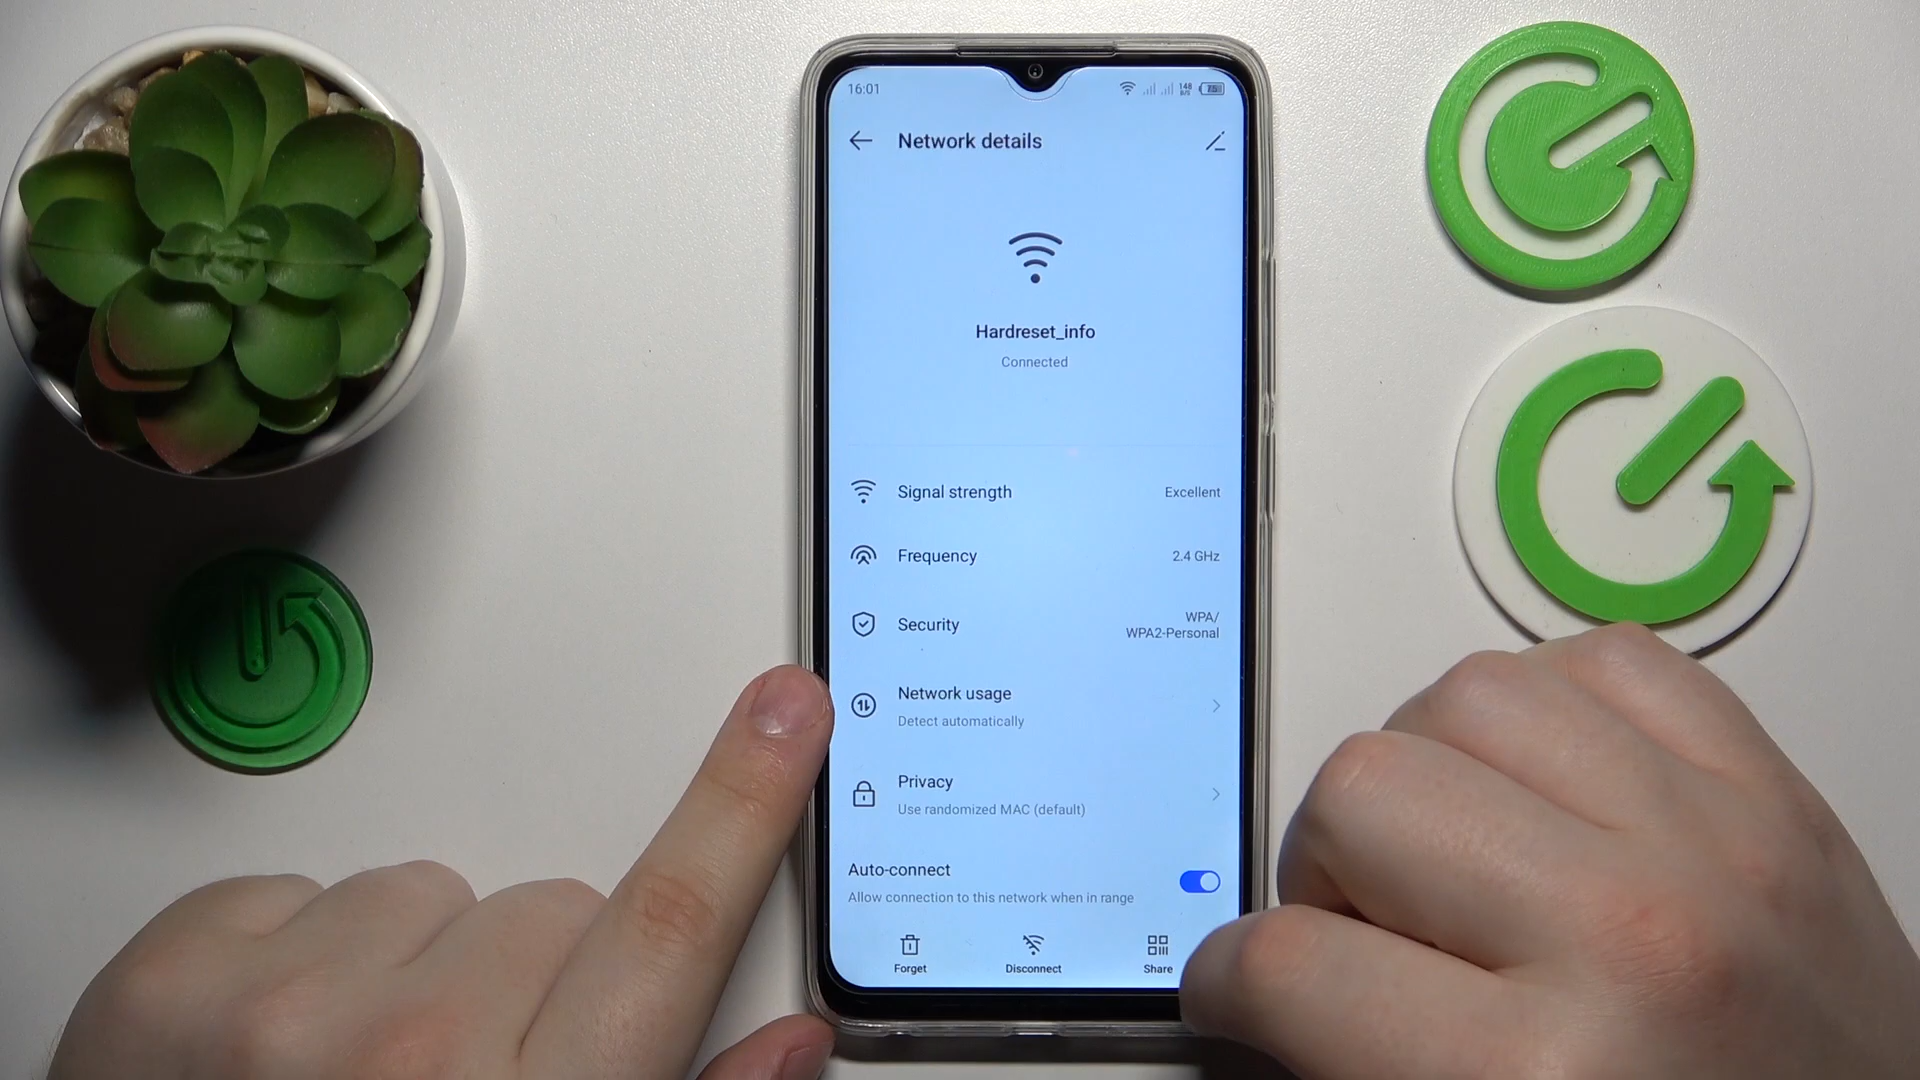 16:01
148
B/S
Network details
Hardreset_info
Connected
Signal strength
Excellent
Frequency
2.4 GHz
Security
WPA/
WPA2-Personal
Network usage
Detect automatically
Privacy
Use randomized MAC (default)
Auto-connect
Allow connection to this network when in range
Forget
Disconnect
Share